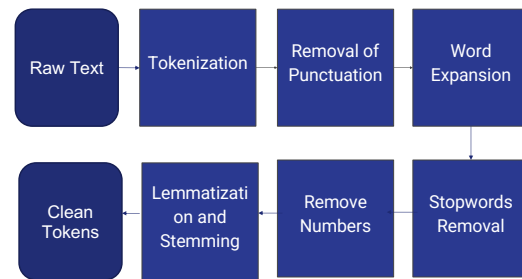 Raw Text
Tokenization
Removal of
Punctuation
Word
Expansion
Stopwords
Removal
Remove
Numbers
Lemmatizati
on and
Stemming
Clean
Tokens